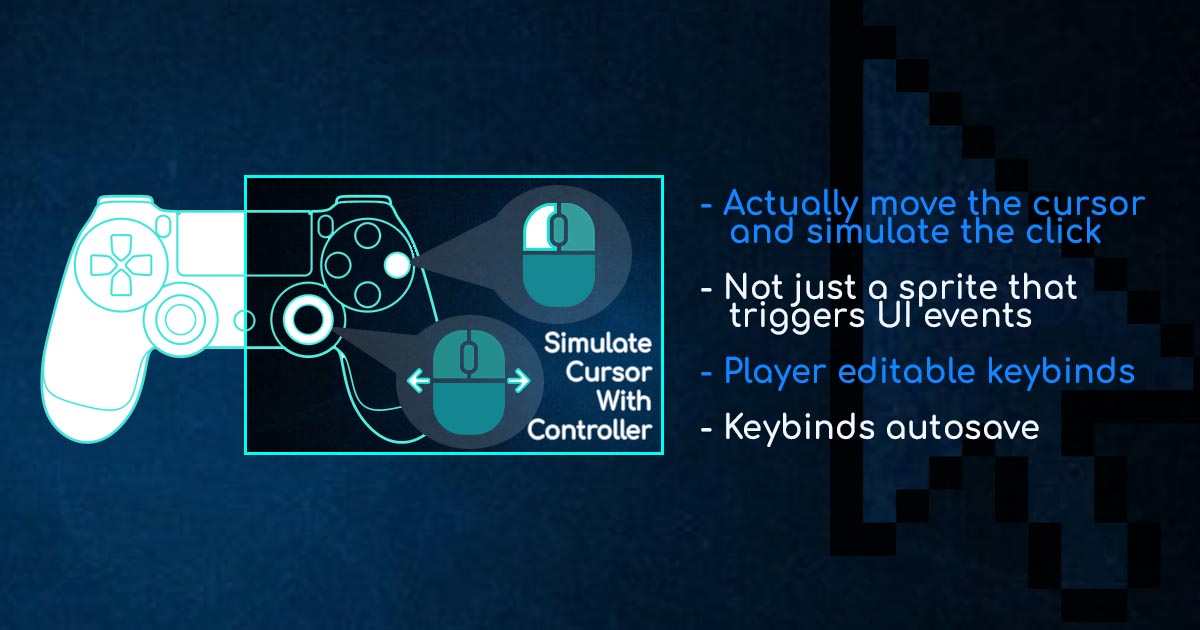 Simulate
Cursor
With
Controller
- Actually move the cursor
and simulate the click
- Not just a sprite that
triggers UI events
- Player editable keybinds
- Keybinds autosave